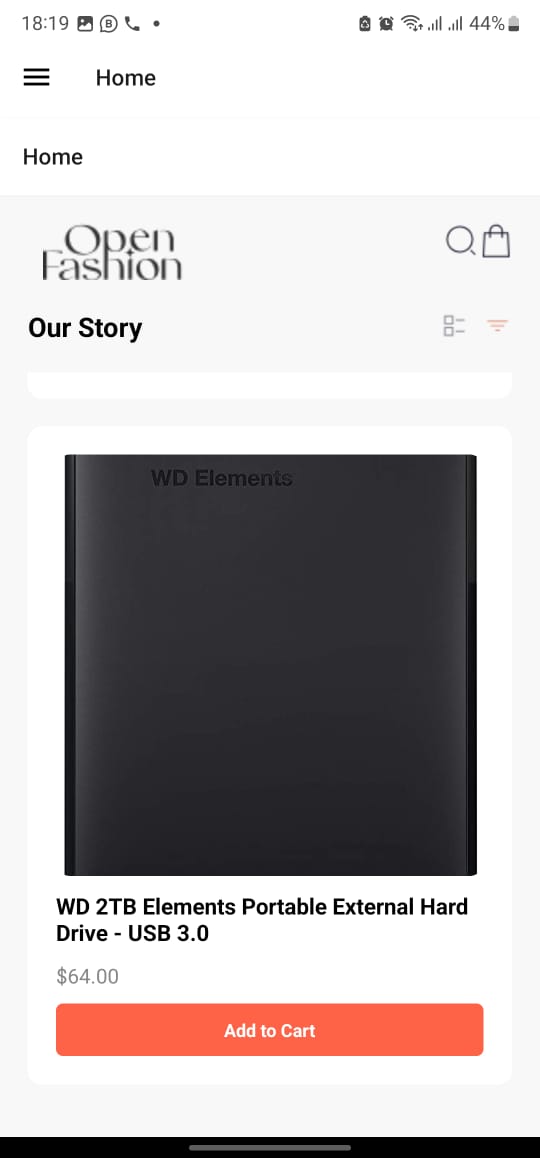 18:19 44%
Home
Home
Open
Fashion
Our Story
WD Elements
WD 2TB Elements Portable External Hard
Drive - USB 3.0
$64.00
Add to Cart